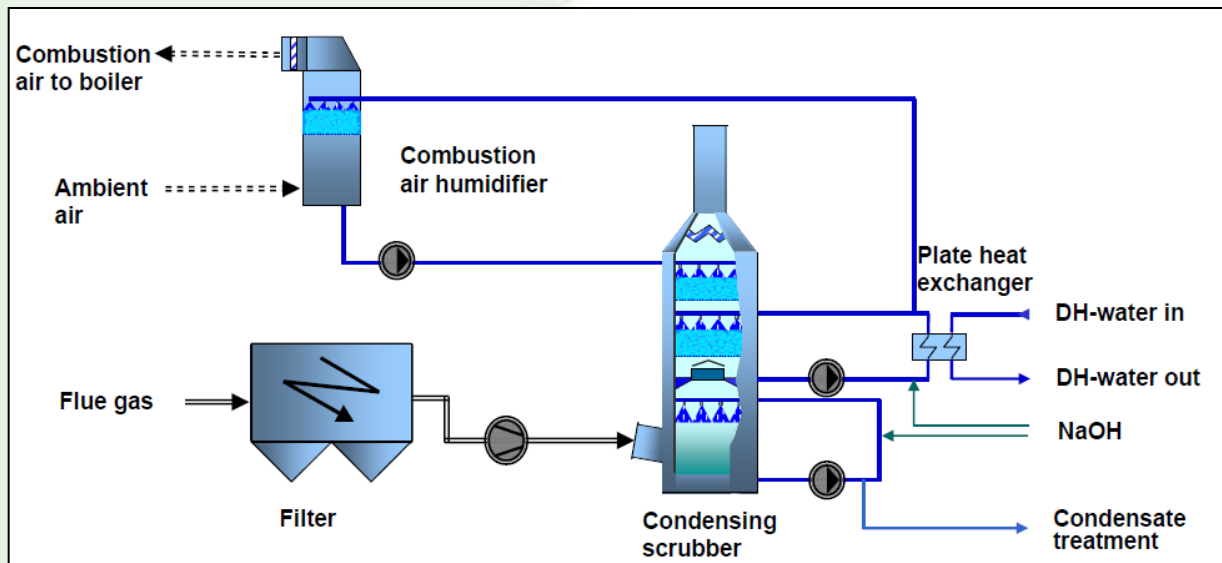 Combustion
air to boiler
Ambient
air
Combustion
air humidifier
Plate heat
exchanger
DH-water in
DH-water out
NaOH
Flue gas
Filter
Condensing
scrubber
Condensate
treatment